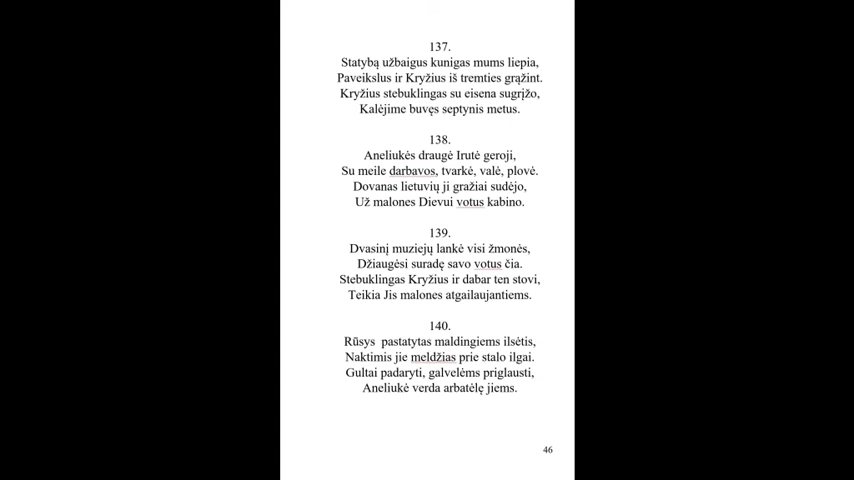 137.
Statybą užbaigus kunigas mums liepia,
Paveikslus ir Kryžius iš tremties grąžint.
Kryžius stebuklingas su eisena sugrįžo,
Kalėjime buvęs septynis metus.
138.
Aneliukės draugė Irutė geroji,
Su meile darbavos, tvarkė, valė, plovė.
Dovanas lietuvių ji gražiai sudėjo,
Už malones Dievui votus kabino.
139.
Dvasinį muziejų lankė visi žmonės,
Džiaugėsi suradę savo votus čia.
Stebuklingas Kryžius ir dabar ten stovi,
Teikia Jis malones atgailaujantiems.
140.
Rūsys pastatytas maldingiems ilsėtis,
Naktimis jie meldžias prie stalo ilgai.
Gultai padaryti, galvelėms priglausti,
Aneliukė verda arbatėlę jiems.
46